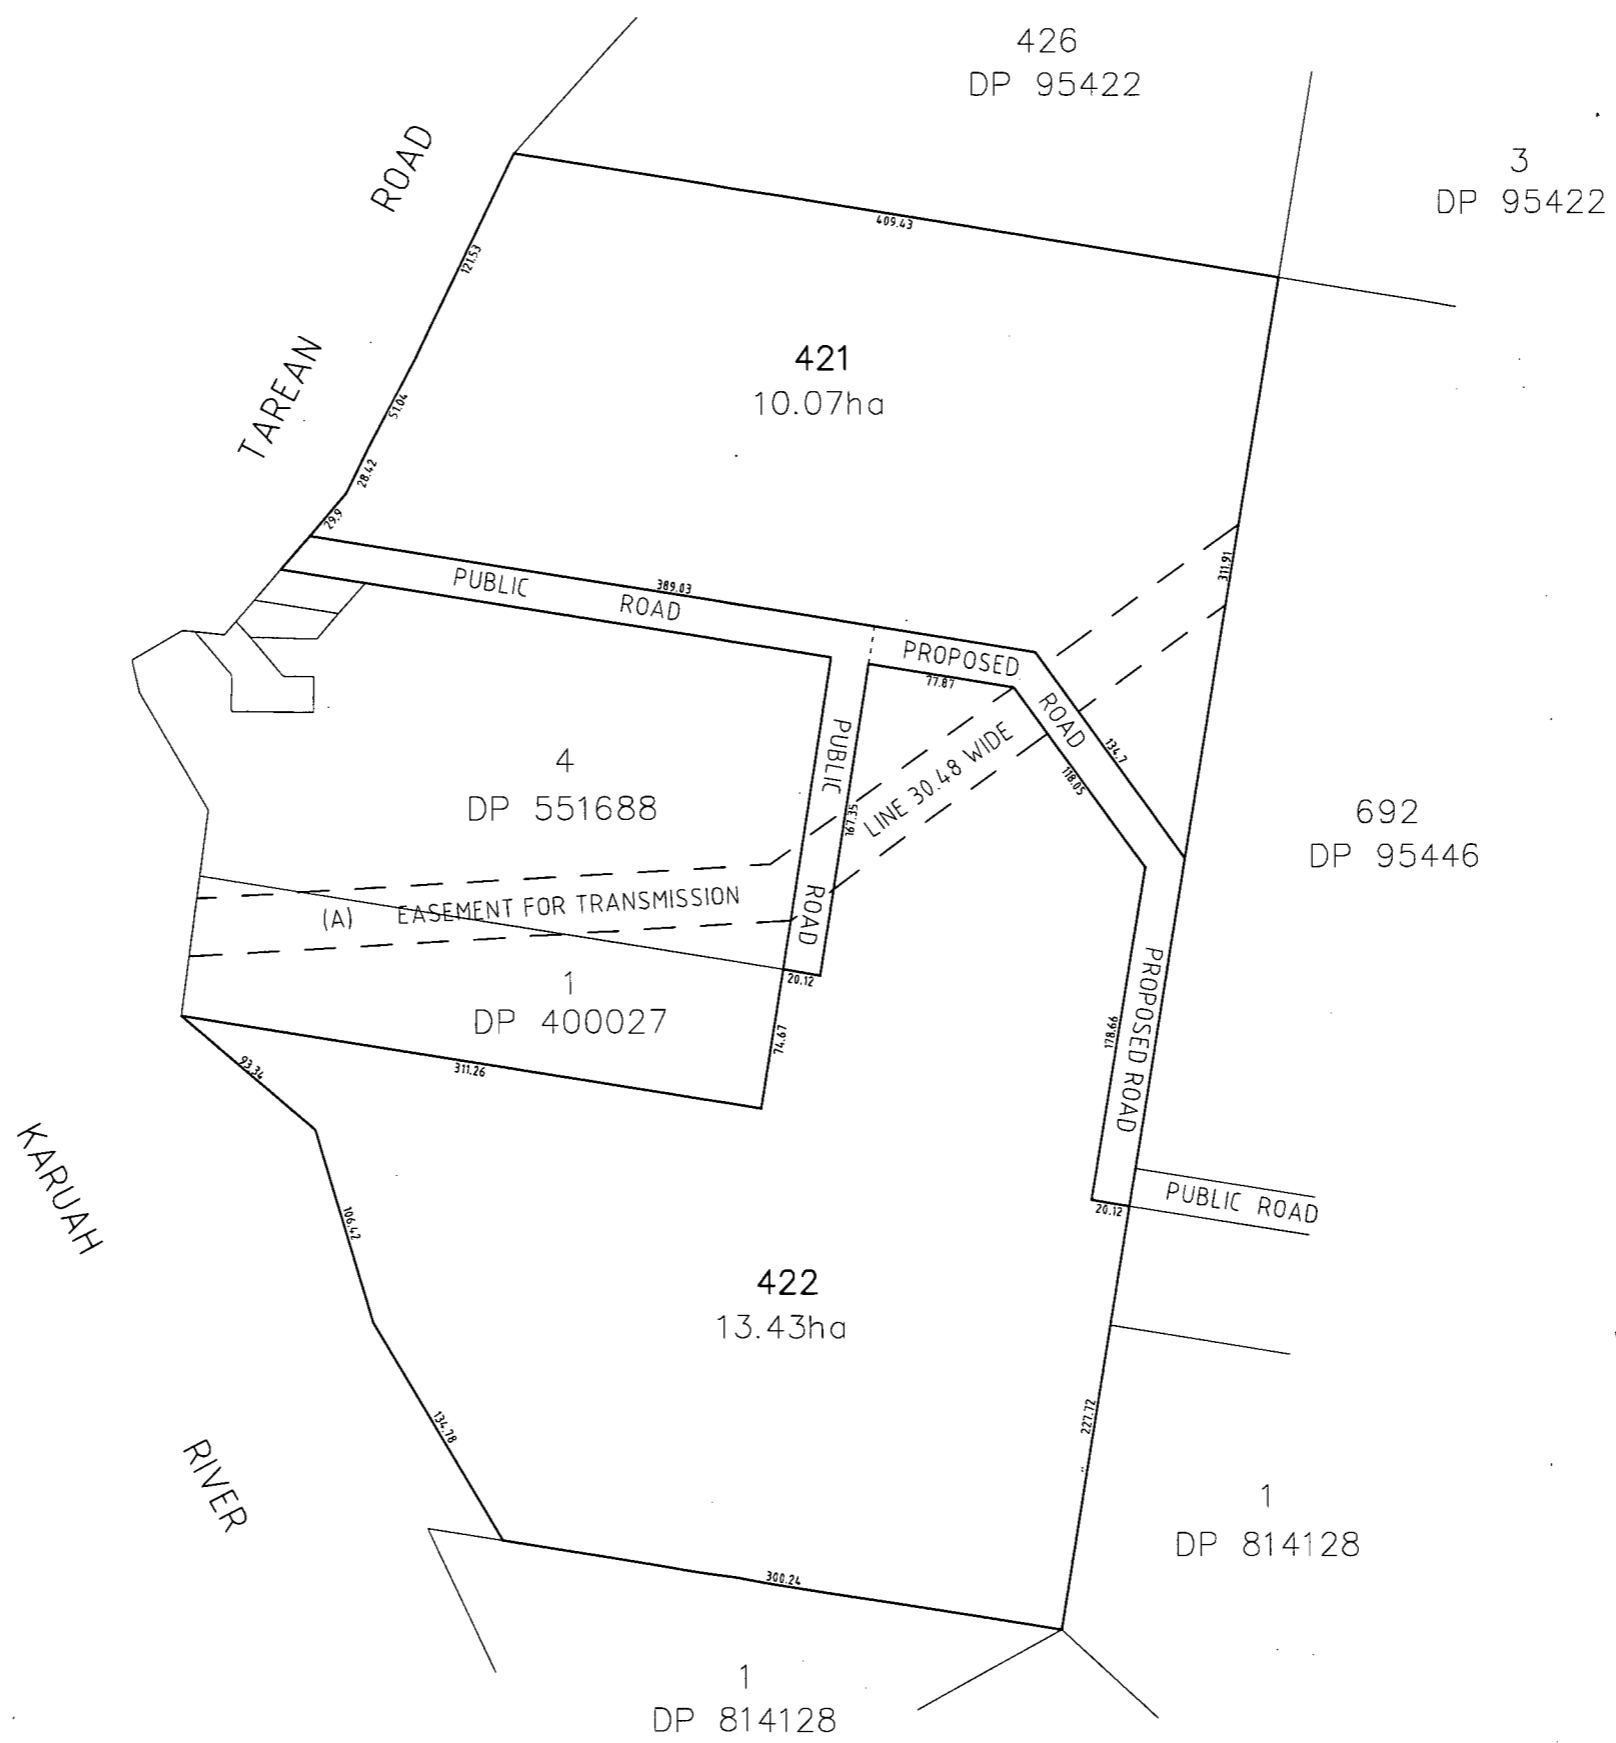 426
DP 95422
3
DP 95422
ROAD
TAREAN
409.43
121.53
421
10.07ha
51.04
28.42
29.9
311.91
PUBLIC ROAD
389.03
PROPOSED ROAD
77.87
134.7
118.05
PUBLIC ROAD
167.35
LINE 30.48 WIDE
4
DP 551688
692
DP 95446
(A) EASEMENT FOR TRANSMISSION
20.12
1
DP 400027
74.67
311.26
93.34
178.66
PROPOSED ROAD
KARUAH
RIVER
106.42
PUBLIC ROAD
20.12
422
13.43ha
134.78
227.72
1
DP 814128
300.24
1
DP 814128